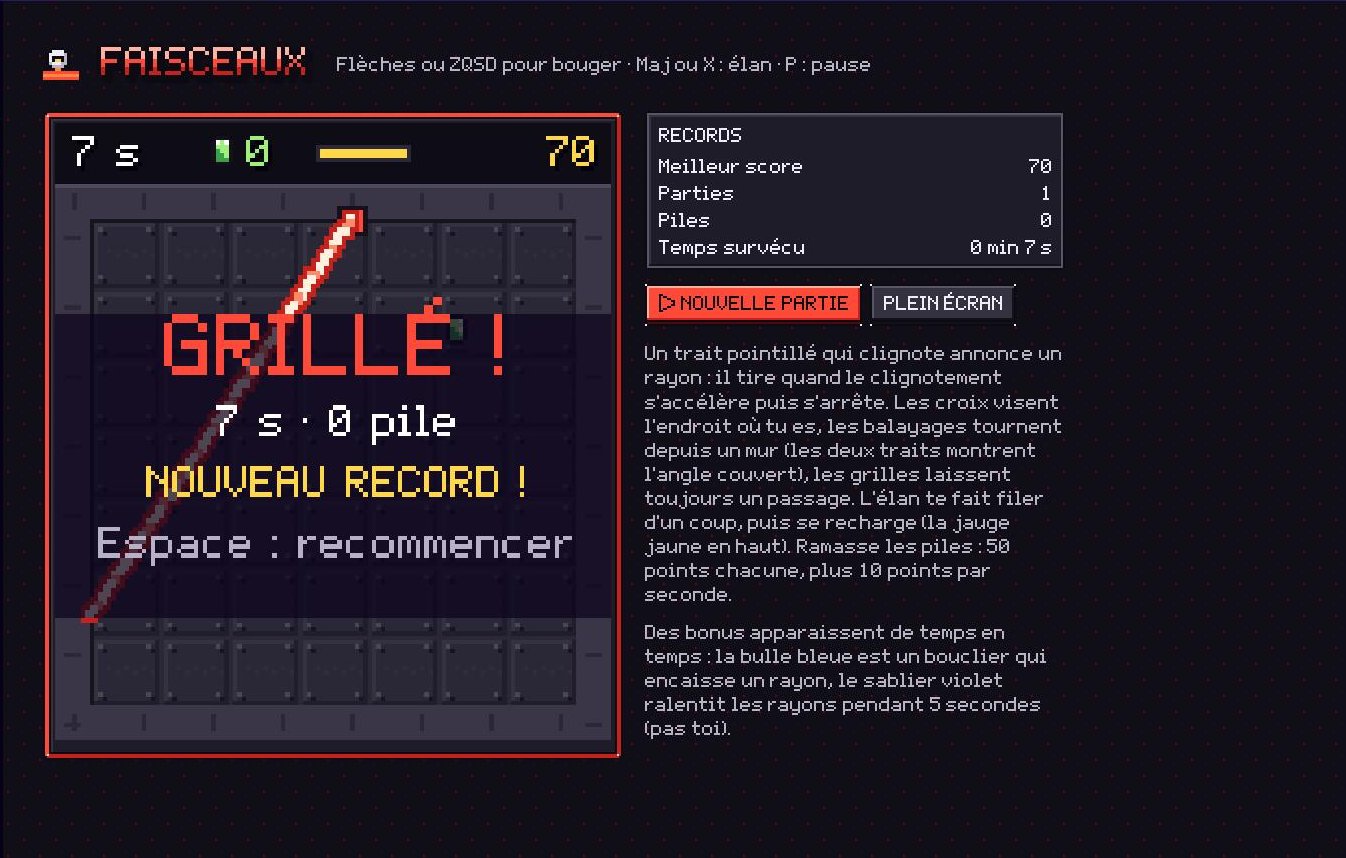 FAISCEAUX
Flèches ou ZQSD pour bouger · Maj ou X : élan · P : pause
7 s 0 70
GRILLÉ !
7 s · 0 pile
NOUVEAU RECORD !
Espace : recommencer
RECORDS
Meilleur score 70
Parties 1
Piles 0
Temps survécu 0 min 7 s
NOUVELLE PARTIE PLEIN ÉCRAN
Un trait pointillé qui clignote annonce un
rayon : il tire quand le clignotement
s'accélère puis s'arrête. Les croix visent
l'endroit où tu es, les balayages tournent
depuis un mur (les deux traits montrent
l'angle couvert), les grilles laissent
toujours un passage. L'élan te fait filer
d'un coup, puis se recharge (la jauge
jaune en haut). Ramasse les piles : 50
points chacune, plus 10 points par
seconde.
Des bonus apparaissent de temps en
temps : la bulle bleue est un bouclier qui
encaisse un rayon, le sablier violet
ralentit les rayons pendant 5 secondes
(pas toi).